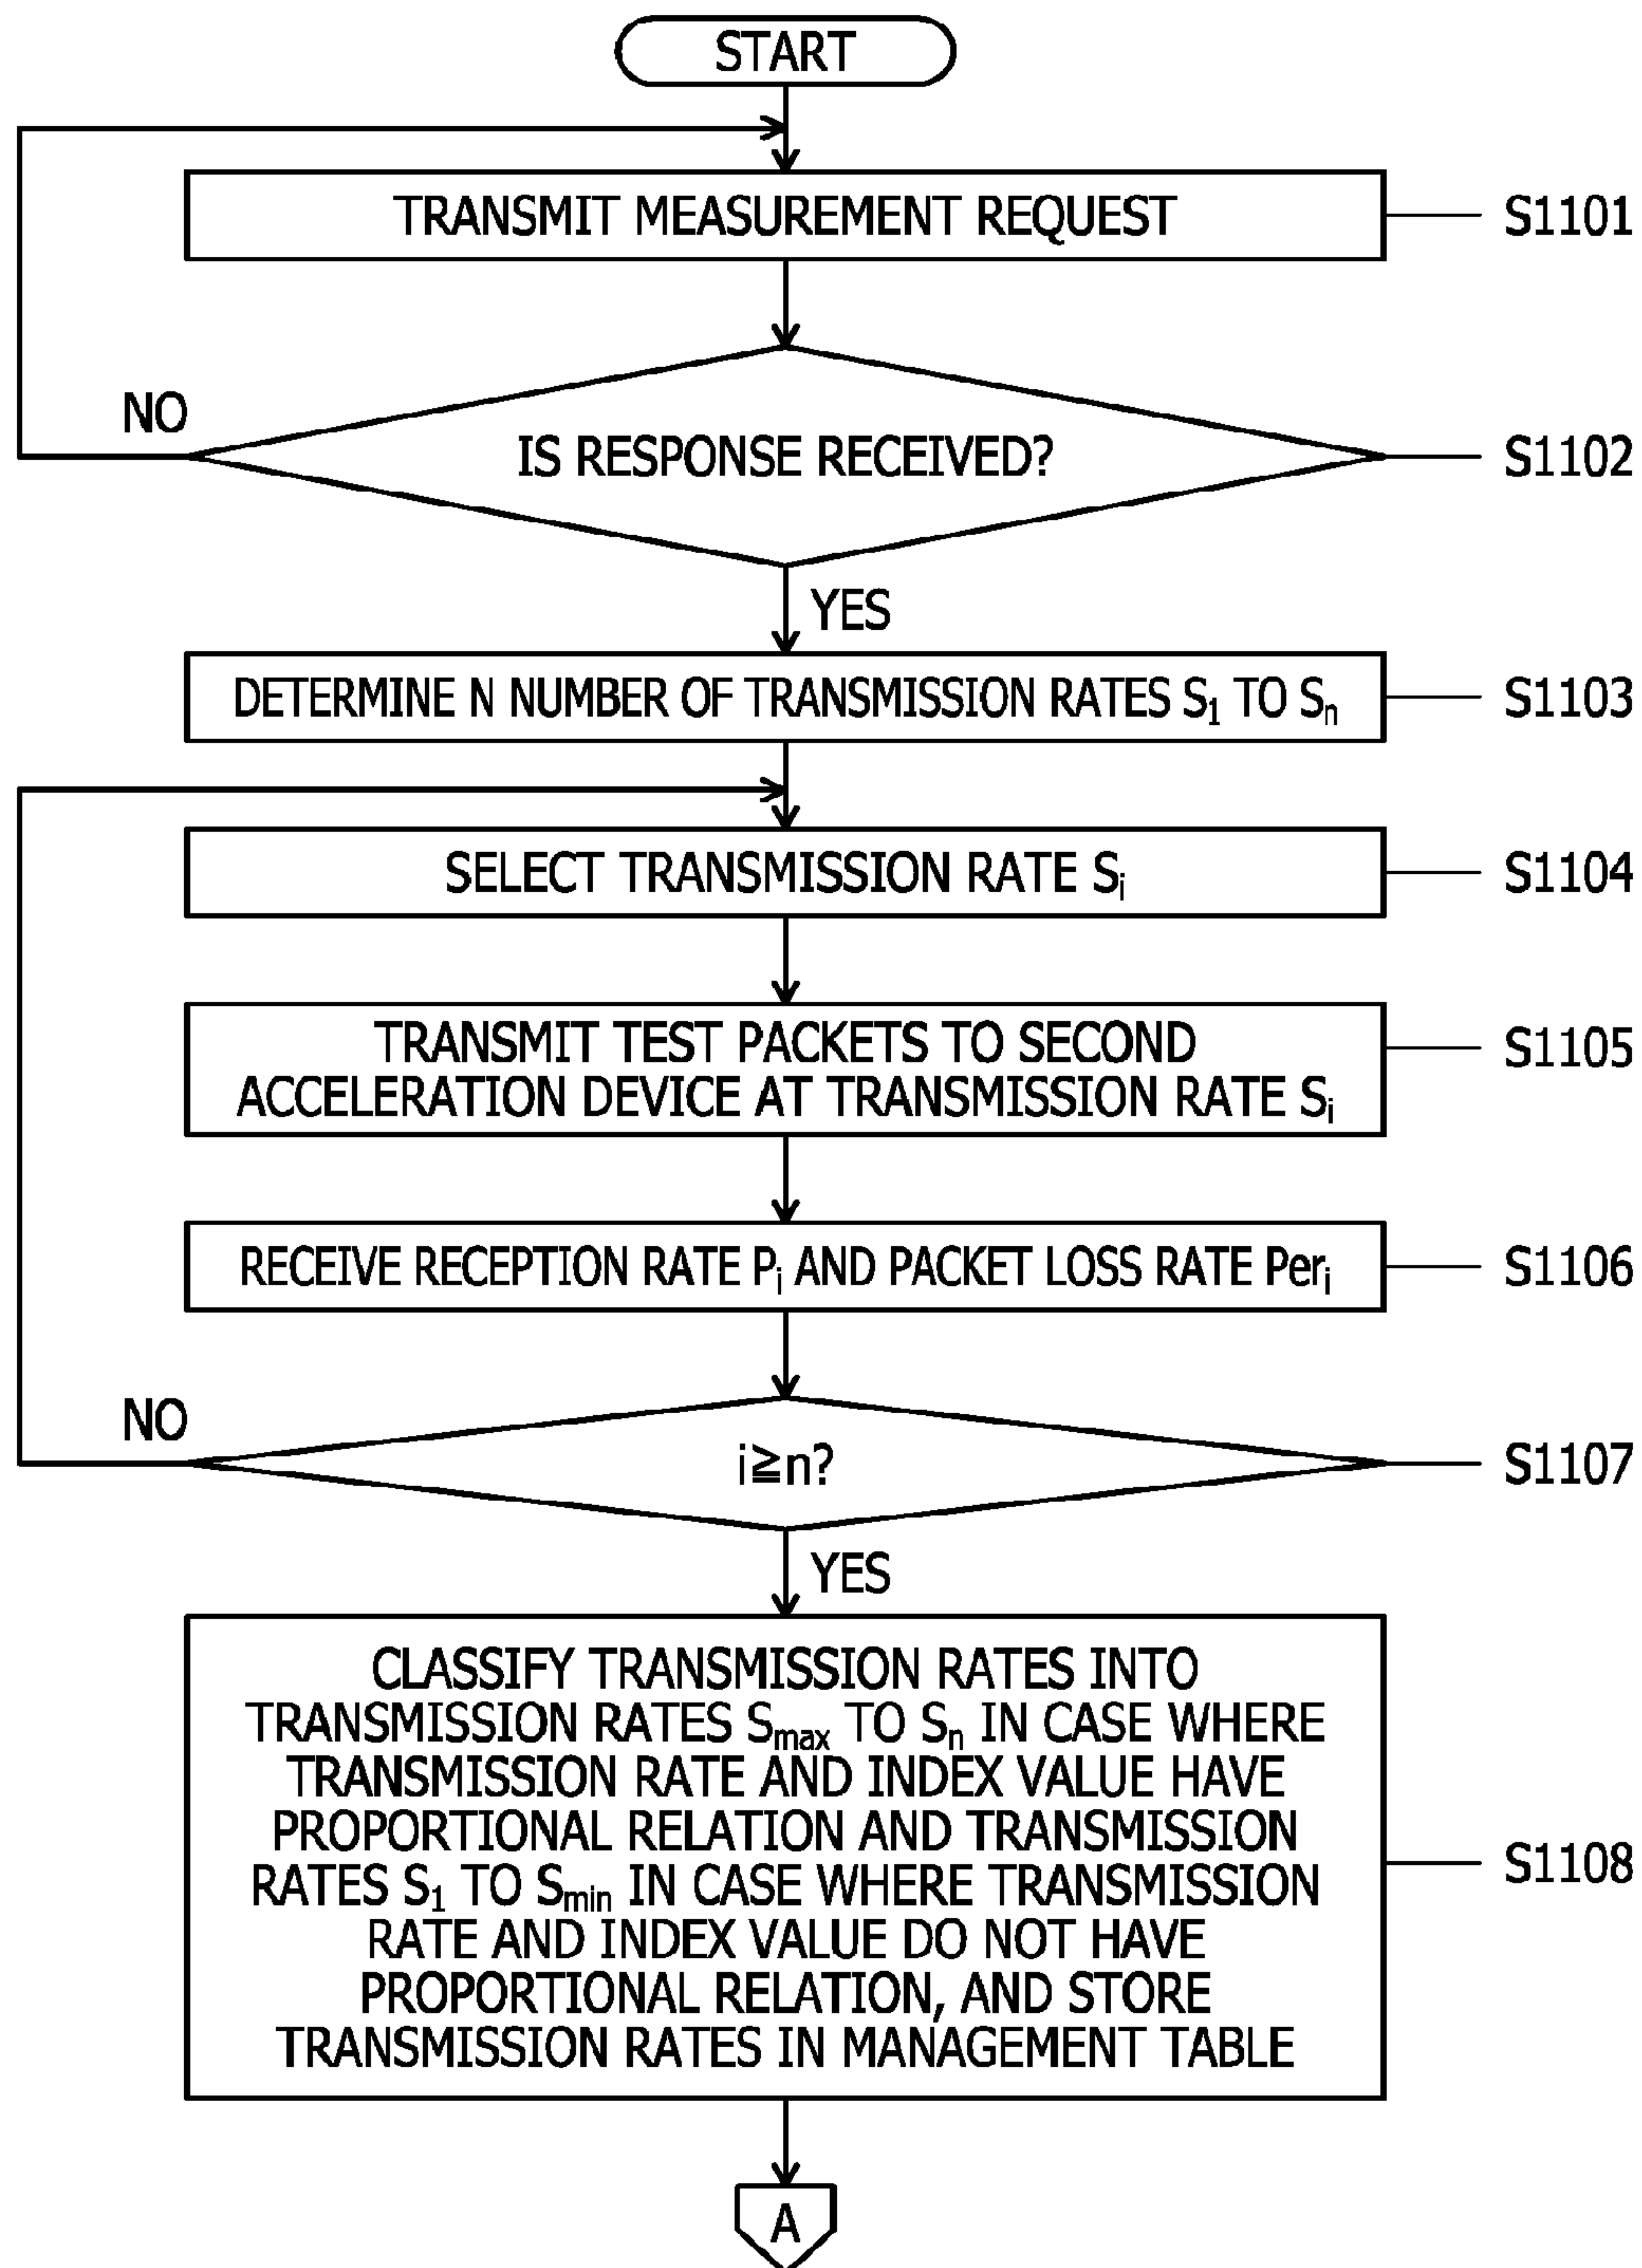 START
TRANSMIT MEASUREMENT REQUEST
S1101
NO
IS RESPONSE RECEIVED?
S1102
YES
DETERMINE N NUMBER OF TRANSMISSION RATES S₁ TO Sₙ
S1103
SELECT TRANSMISSION RATE Sᵢ
S1104
TRANSMIT TEST PACKETS TO SECOND
ACCELERATION DEVICE AT TRANSMISSION RATE Sᵢ
S1105
RECEIVE RECEPTION RATE Pᵢ AND PACKET LOSS RATE Perᵢ
S1106
NO
i≧n?
S1107
YES
CLASSIFY TRANSMISSION RATES INTO
TRANSMISSION RATES Sₘₐₓ TO Sₙ IN CASE WHERE
TRANSMISSION RATE AND INDEX VALUE HAVE
PROPORTIONAL RELATION AND TRANSMISSION
RATES S₁ TO Sₘᵢₙ IN CASE WHERE TRANSMISSION
RATE AND INDEX VALUE DO NOT HAVE
PROPORTIONAL RELATION, AND STORE
TRANSMISSION RATES IN MANAGEMENT TABLE
S1108
A